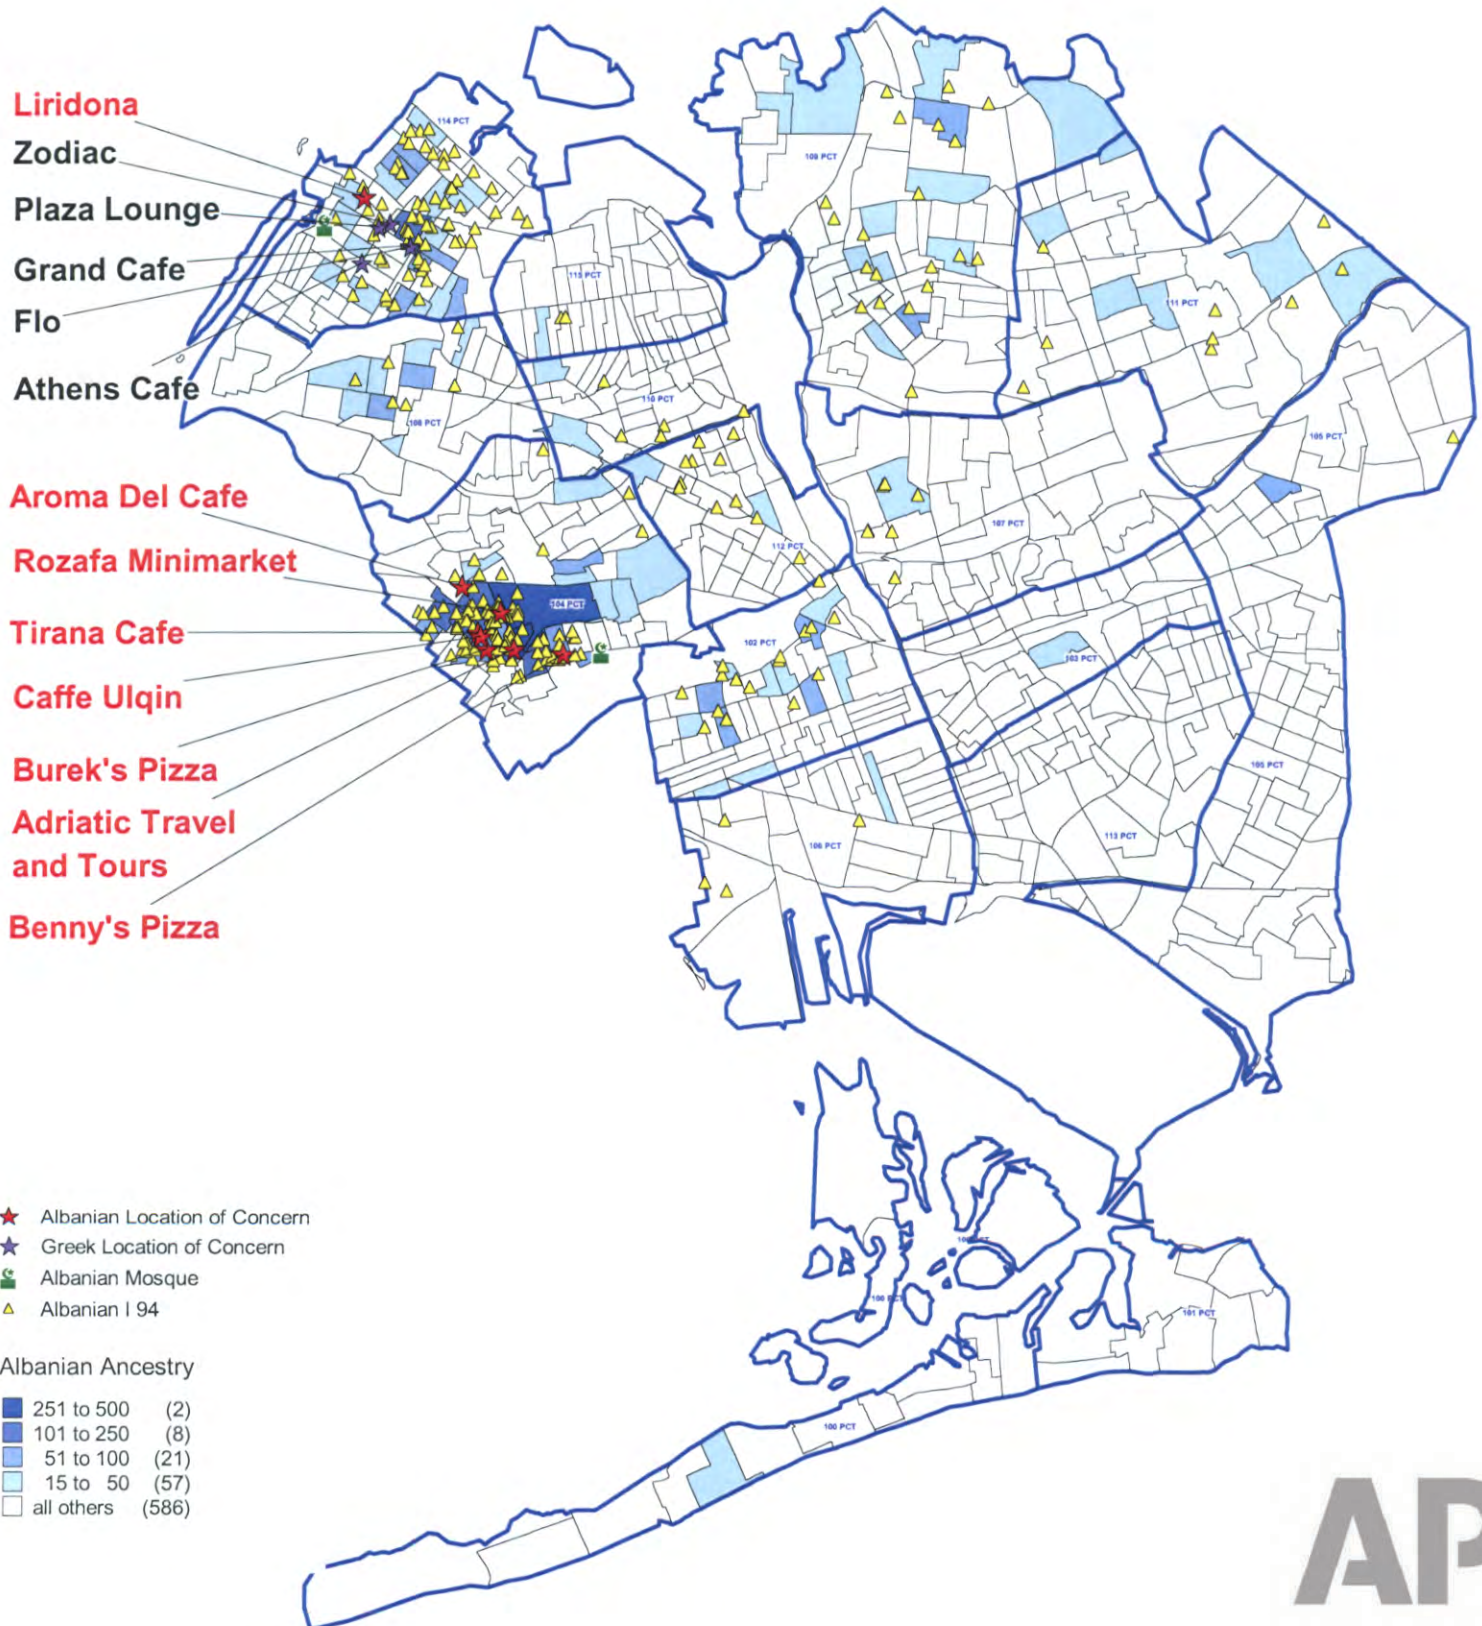 Liridona
Zodiac
Plaza Lounge
Grand Cafe
Flo
Athens Cafe
Aroma Del Cafe
Rozafa Minimarket
Tirana Cafe
Caffe Ulqin
Burek's Pizza
Adriatic Travel
and Tours
Benny's Pizza
114 PCT
109 PCT
115 PCT
111 PCT
110 PCT
108 PCT
105 PCT
107 PCT
112 PCT
104 PCT
102 PCT
103 PCT
105 PCT
113 PCT
106 PCT
100 PCT
101 PCT
100 PCT
Albanian Location of Concern
Greek Location of Concern
Albanian Mosque
Albanian I 94
Albanian Ancestry
251 to 500 (2)
101 to 250 (8)
51 to 100 (21)
15 to 50 (57)
all others (586)
AP